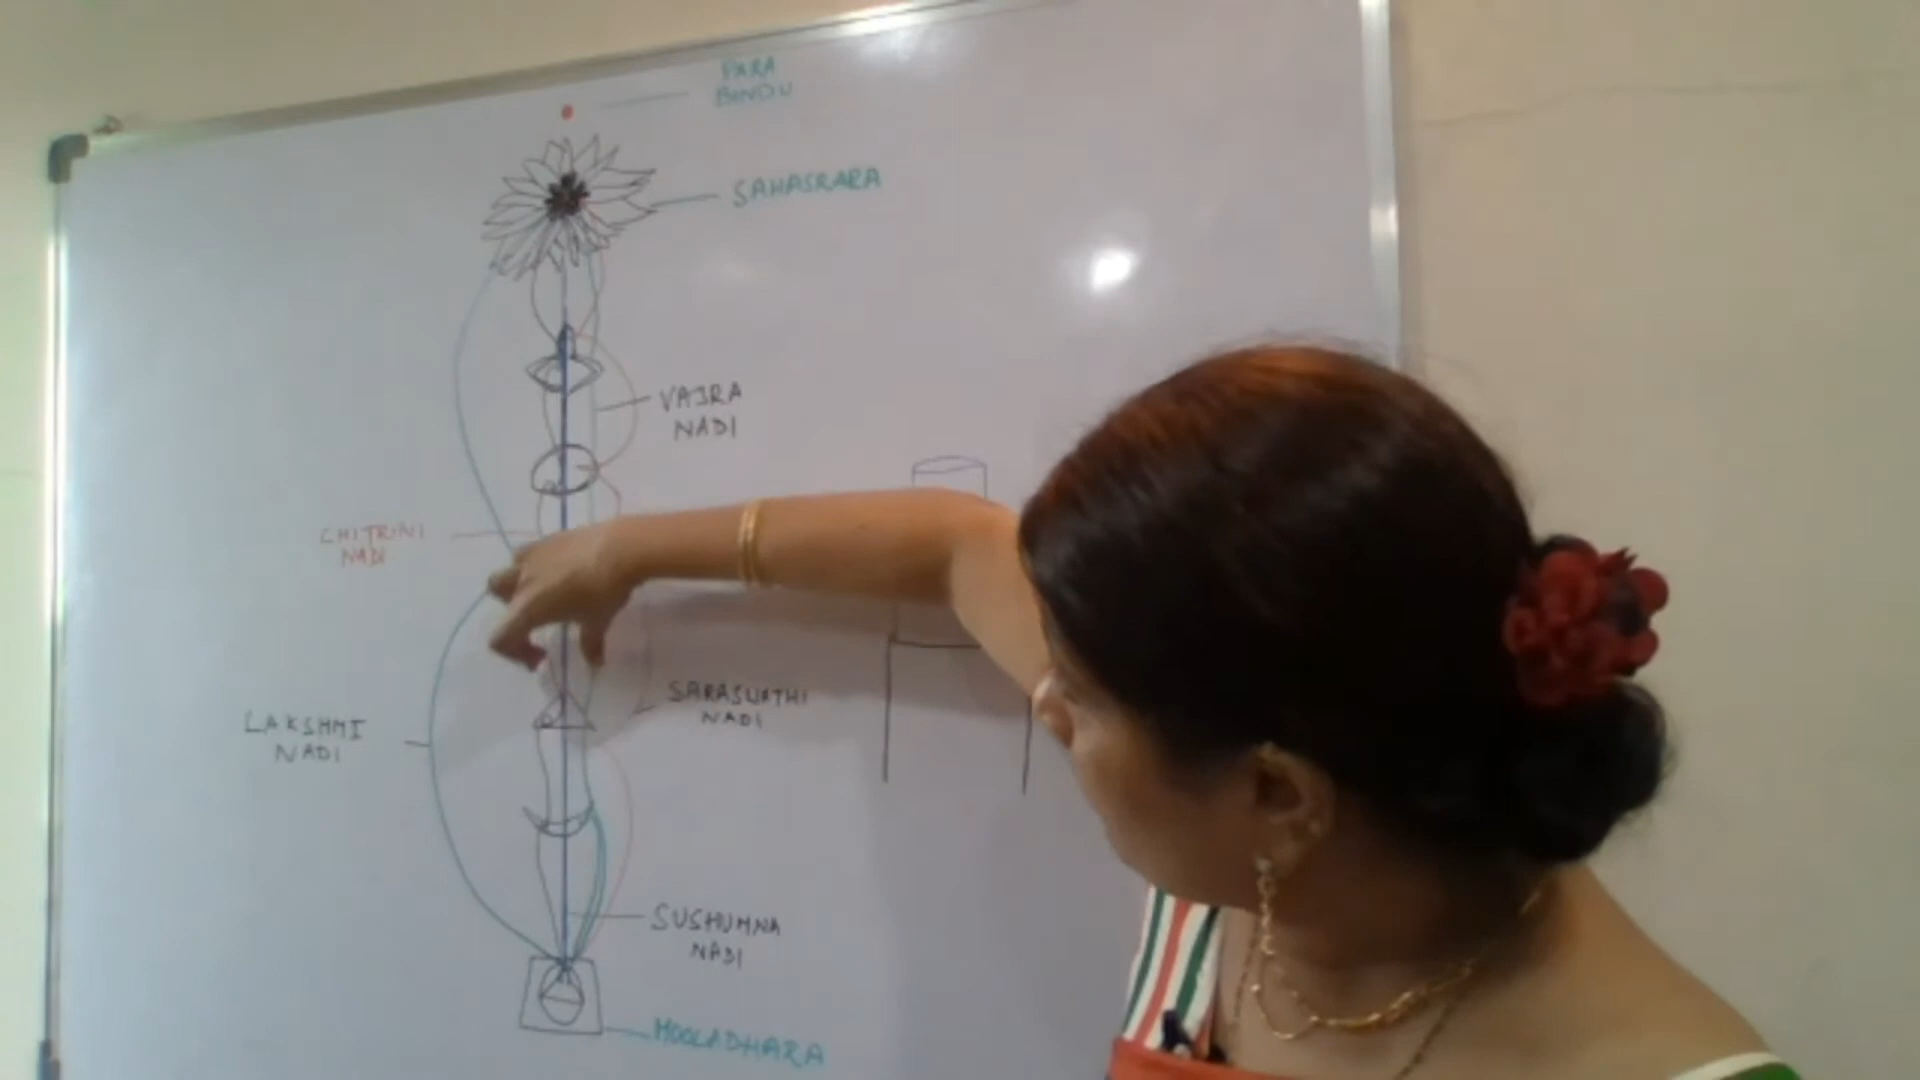 PARA
BINDU
SAHASRARA
VAJRA
NADI
CHITRINI
NADI
SARASWATHI
NADI
LAKSHMI
NADI
SUSHUMNA
NADI
MOOLADHARA